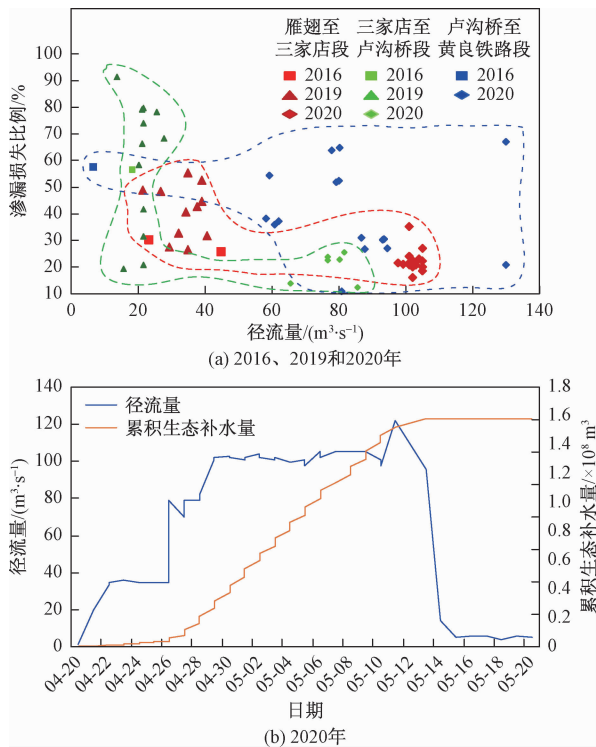 雁翅至 三家店至 卢沟桥至
三家店段 卢沟桥段 黄良铁路段
2016 2016 2016
2019 2019 2020
2020 2020
渗漏损失比例/%
100
90
80
70
60
50
40
30
20
10
0 20 40 60 80 100 120 140
径流量/(m³·s⁻¹)
(a) 2016、2019和2020年
径流量
累积生态补水量
径流量/(m³·s⁻¹)
140
120
100
80
60
40
20
0
1.8
1.6
1.4
1.2
1.0
0.8
0.6
0.4
0.2
0
累积生态补水量/×10⁸ m³
04-20 04-22 04-24 04-26 04-28 04-30 05-02 05-04 05-06 05-08 05-10 05-12 05-14 05-16 05-18 05-20
日期
(b) 2020年